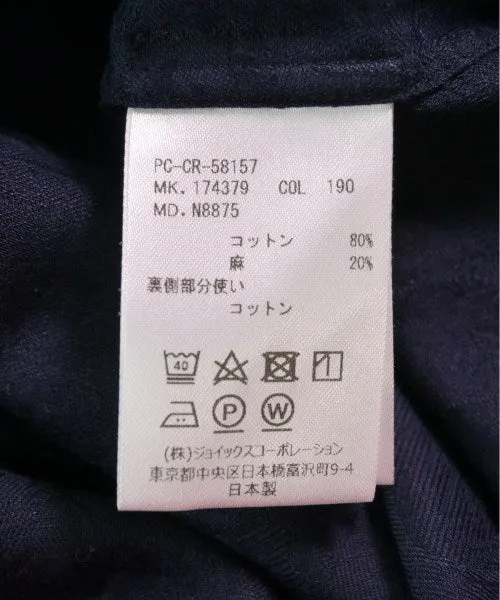 PC-CR-58157
MK. 174379 COL 190
MD. N8875
コットン 80%
麻 20%
裏側部分使い
コットン
40
P W
(株)ジョイックスコーポレーション
東京都中央区日本橋富沢町9-4
日本製